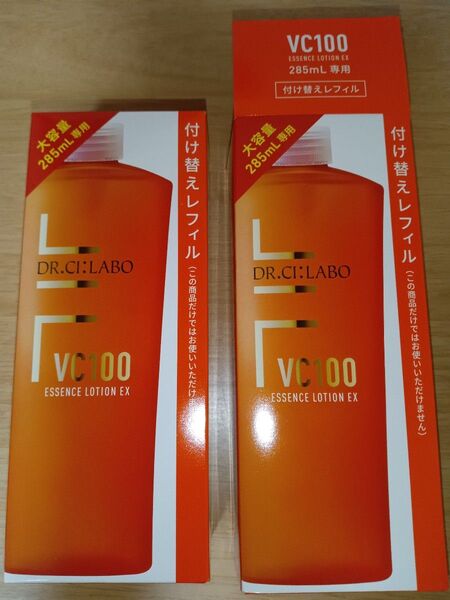 大容量
285mL専用
付け替えレフィル
(この商品だけではお使いいただけませ
DR.CI:LABO
VC100
ESSENCE LOTION EX
VC100
ESSENCE LOTION EX
285mL 専用
付け替えレフィル
大容量
285mL専用
付け替えレフィル
(この商品だけではお使いいただけません)
DR.CI:LABO
VC100
ESSENCE LOTION EX